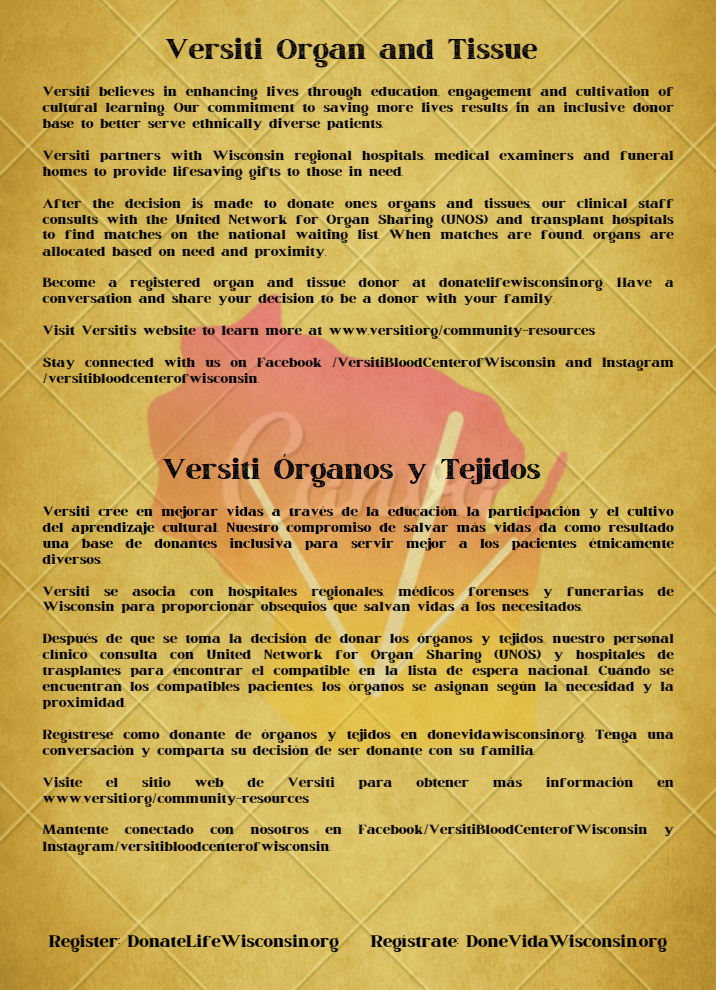 Versiti Organ and Tissue
Versiti believes in enhancing lives through education, engagement and cultivation of
cultural learning. Our commitment to saving more lives results in an inclusive donor
base to better serve ethnically diverse patients.
Versiti partners with Wisconsin regional hospitals, medical examiners and funeral
homes to provide lifesaving gifts to those in need.
After the decision is made to donate one's organs and tissues, our clinical staff
consults with the United Network for Organ Sharing (UNOS) and transplant hospitals
to find matches on the national waiting list. When matches are found, organs are
allocated based on need and proximity.
Become a registered organ and tissue donor at donatelifewisconsin.org. Have a
conversation and share your decision to be a donor with your family.
Visit Versiti's website to learn more at www.versiti.org/community-resources
Stay connected with us on Facebook /VersitiBloodCenterofWisconsin and Instagram
/versitibloodcenterofwisconsin.
Canva
Versiti Órganos y Tejidos
Versiti cree en mejorar vidas a través de la educación, la participación y el cultivo
del aprendizaje cultural. Nuestro compromiso de salvar más vidas da como resultado
una base de donantes inclusiva para servir mejor a los pacientes étnicamente
diversos.
Versiti se asocia con hospitales regionales, médicos forenses y funerarias de
Wisconsin para proporcionar obsequios que salvan vidas a los necesitados.
Después de que se toma la decisión de donar los órganos y tejidos, nuestro personal
clínico consulta con United Network for Organ Sharing (UNOS) y hospitales de
trasplantes para encontrar el compatible en la lista de espera nacional. Cuando se
encuentran los compatibles pacientes, los órganos se asignan según la necesidad y la
proximidad.
Regístrese como donante de órganos y tejidos en donevidawisconsin.org. Tenga una
conversación y comparta su decisión de ser donante con su familia.
Visite el sitio web de Versiti para obtener más información en
www.versiti.org/community-resources
Mantente conectado con nosotros en Facebook/VersitiBloodCenterofWisconsin y
Instagram/versitibloodcenterofwisconsin.
Register: DonateLifeWisconsin.org Regístrate: DoneVidaWisconsin.org